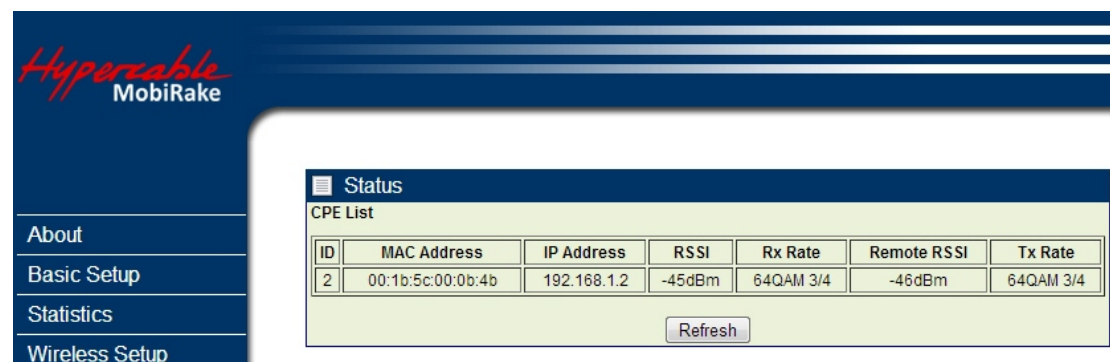 Hypercable
MobiRake
About
Basic Setup
Statistics
Wireless Setup
Status
CPE List
ID MAC Address IP Address RSSI Rx Rate Remote RSSI Tx Rate
2 00:1b:5c:00:0b:4b 192.168.1.2 -45dBm 64QAM 3/4 -46dBm 64QAM 3/4
Refresh